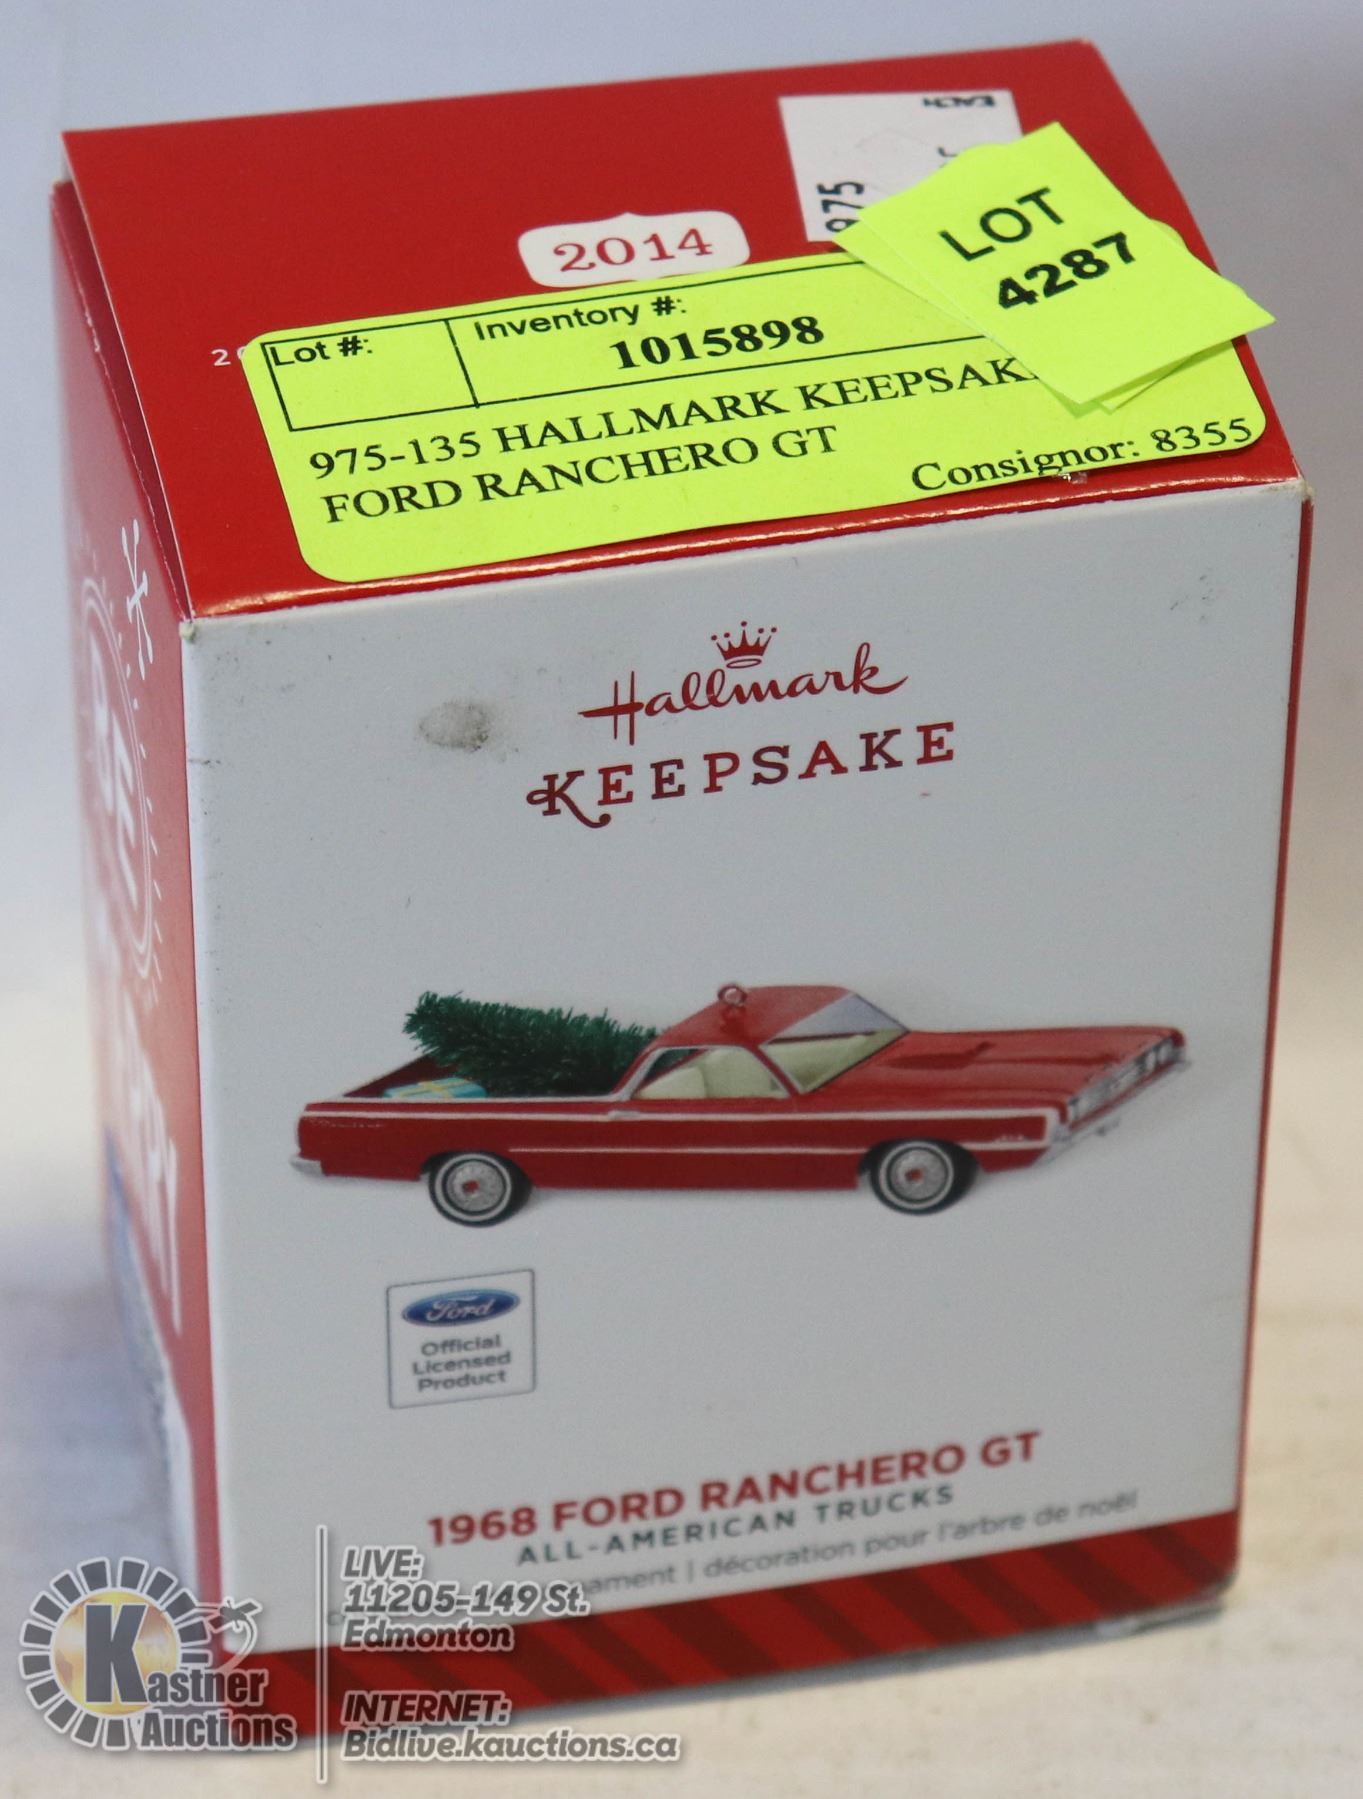 EACH
975
2014
LOT
4287
Lot #:
Inventory #:
1015898
975-135 HALLMARK
FORD RANCHERO GT
Consignor: 8355
Hallmark
KEEPSAKE
Ford
Official
Licensed
Product
1968 FORD RANCHERO GT
ALL-AMERICAN TRUCKS
| décoration pour l'arbre de noël
LIVE:
11205-149 St.
Edmonton
INTERNET:
Bidlive.kauctions.ca
Kastner
Auctions